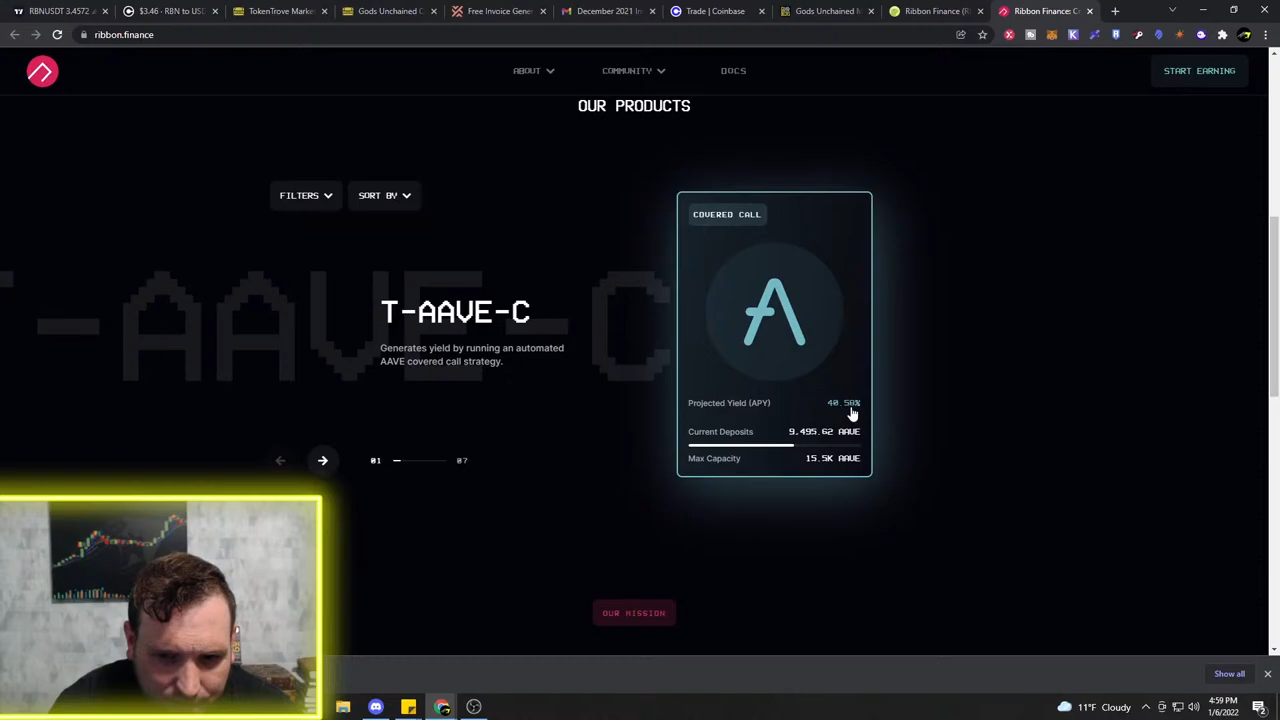 RBNUSDT 3.4572
$3.46 - RBN to USD
TokenTrove Market
Gods Unchained C
Free Invoice Gene
December 2021 In
Trade | Coinbase
Gods Unchained M
Ribbon Finance (R
Ribbon Finance: C
ribbon.finance
ABOUT
COMMUNITY
DOCS
START EARNING
OUR PRODUCTS
FILTERS
SORT BY
COVERED CALL
T-AAVE-C
T-AAVE-C
Generates yield by running an automated
AAVE covered call strategy.
Projected Yield (APY)
40.58%
Current Deposits
9,495.62 AAVE
Max Capacity
15.5K AAVE
01
07
OUR MISSION
Show all
11°F Cloudy
4:59 PM
1/6/2022
2